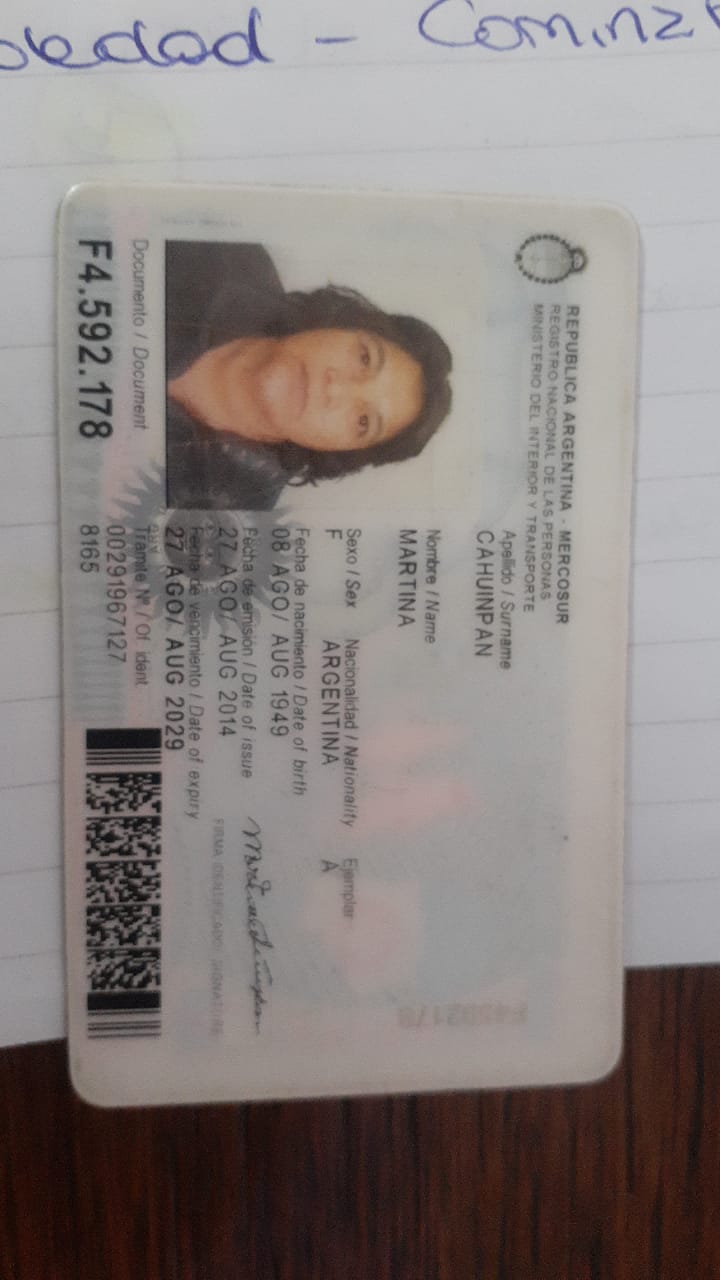 oledad - Cominz
REPUBLICA ARGENTINA - MERCOSUR
REGISTRO NACIONAL DE LAS PERSONAS
MINISTERIO DEL INTERIOR Y TRANSPORTE
Apellido / Surname
CAHUINPAN
Nombre / Name
MARTINA
Sexo / Sex Nacionalidad / Nationality Ejemplar
F ARGENTINA A
Fecha de nacimiento / Date of birth
08 AGO / AUG 1949
Fecha de emisión / Date of issue
27 AGO / AUG 2014
Fecha de vencimiento / Date of expiry
27 AGO / AUG 2029
FIRMA IDENTIFICADO / SIGNATURE
Documento / Document
F4.592.178
Trámite Nº. / Of. ident.
00291967127
8165
F4592178